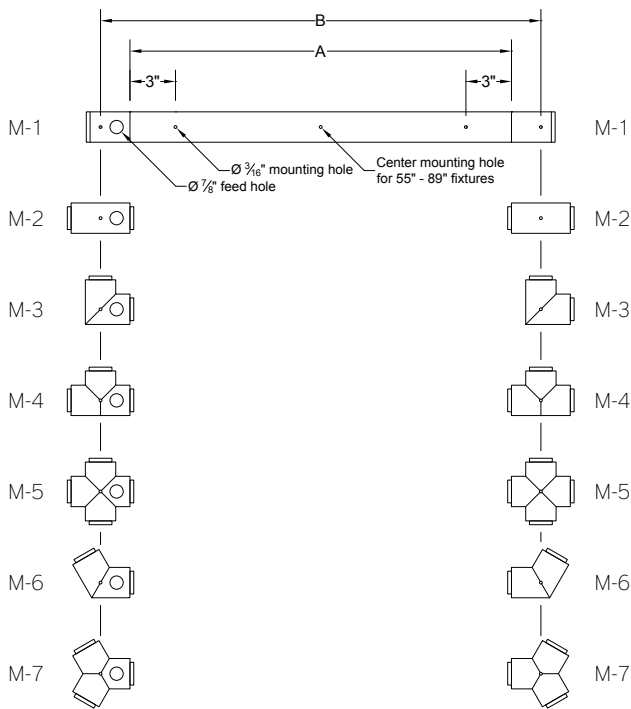 B
A
3" 3"
M-1 M-1
Ø 3⁄16" mounting hole
Ø 7⁄8" feed hole
Center mounting hole
for 55" - 89" fixtures
M-2 M-2
M-3 M-3
M-4 M-4
M-5 M-5
M-6 M-6
M-7 M-7